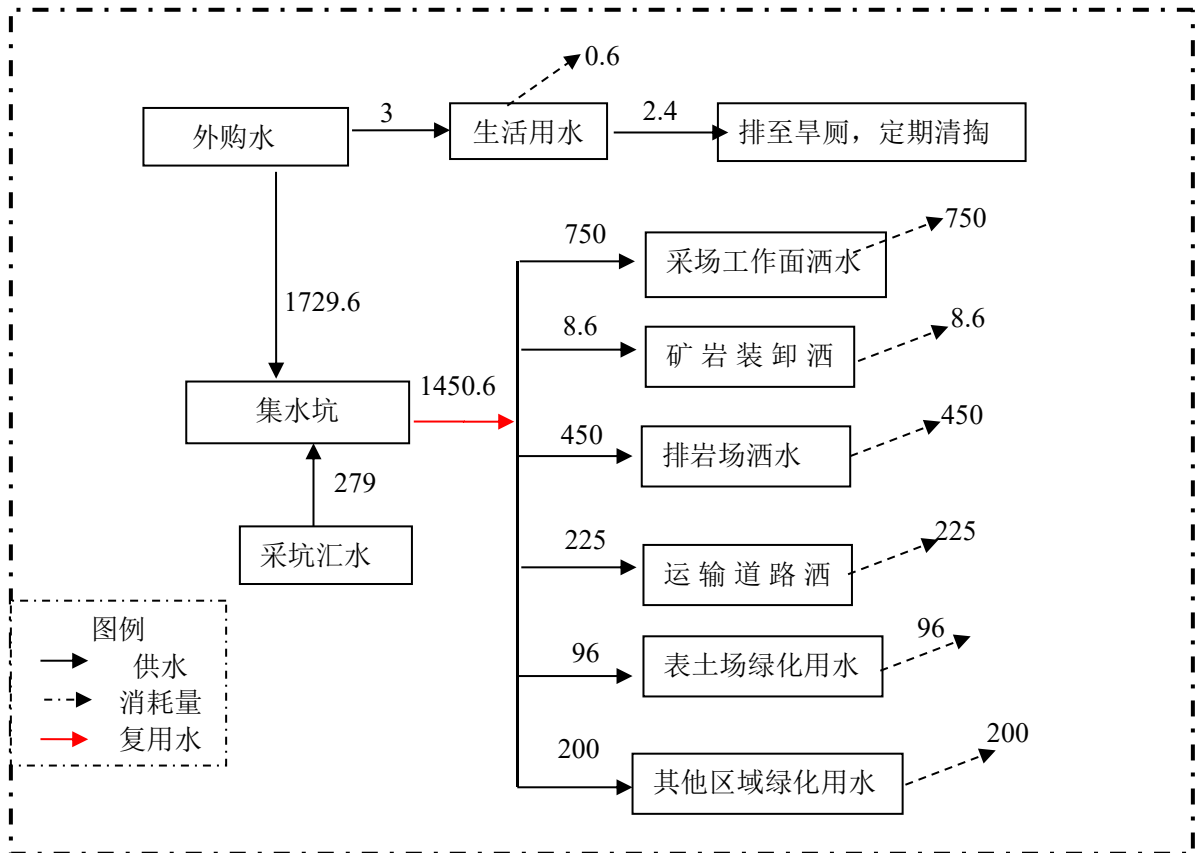 0.6
外购水
3
生活用水
2.4
排至旱厕，定期清掏
1729.6
集水坑
1450.6
279
采坑汇水
750
采场工作面洒水
750
8.6
矿岩装卸洒
8.6
450
排岩场洒水
450
225
运输道路洒
225
96
表土场绿化用水
96
200
其他区域绿化用水
200
图例
供水
消耗量
复用水